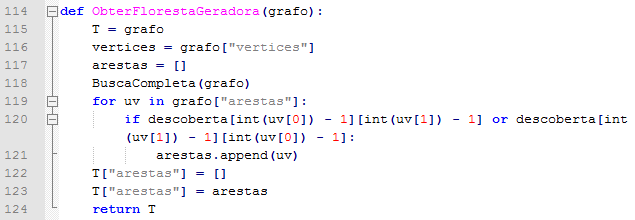 114 def ObterFlorestaGeradora(grafo):
115 T = grafo
116 vertices = grafo["vertices"]
117 arestas = []
118 BuscaCompleta(grafo)
119 for uv in grafo["arestas"]:
120 if descoberta[int(uv[0]) - 1][int(uv[1]) - 1] or descoberta[int
(uv[1]) - 1][int(uv[0]) - 1]:
121 arestas.append(uv)
122 T["arestas"] = []
123 T["arestas"] = arestas
124 return T